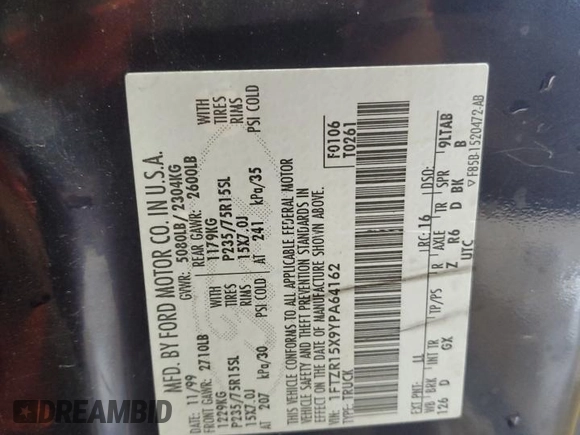 MFD. BY FORD MOTOR CO. IN U.S.A.
DATE: 11/99 GVWR: 5080LB/ 2304KG
FRONT GAWR: 2710LB REAR GAWR: 2600LB
1229KG WITH 1179KG WITH
P235/75R15SL TIRES P235/75R15SL TIRES
15X7.0J RIMS 15X7.0J RIMS
AT 207 kPa/30 PSI COLD AT 241 kPa/35 PSI COLD
THIS VEHICLE CONFORMS TO ALL APPLICABLE FEDERAL MOTOR
VEHICLE SAFETY AND THEFT PREVENTION STANDARDS IN
EFFECT ON THE DATE OF MANUFACTURE SHOWN ABOVE.
VIN: 1FTZR15X9YPA64162 F0106
TYPE: TRUCK T0261
EXT PNT: LL RC: 16 DSO:
WB BRK INT TR TP/PS R AXLE TR SPR 9LTAB
126 D GX Z R6 D BK B
UTC F85B-1520472-AB
DREAMBID